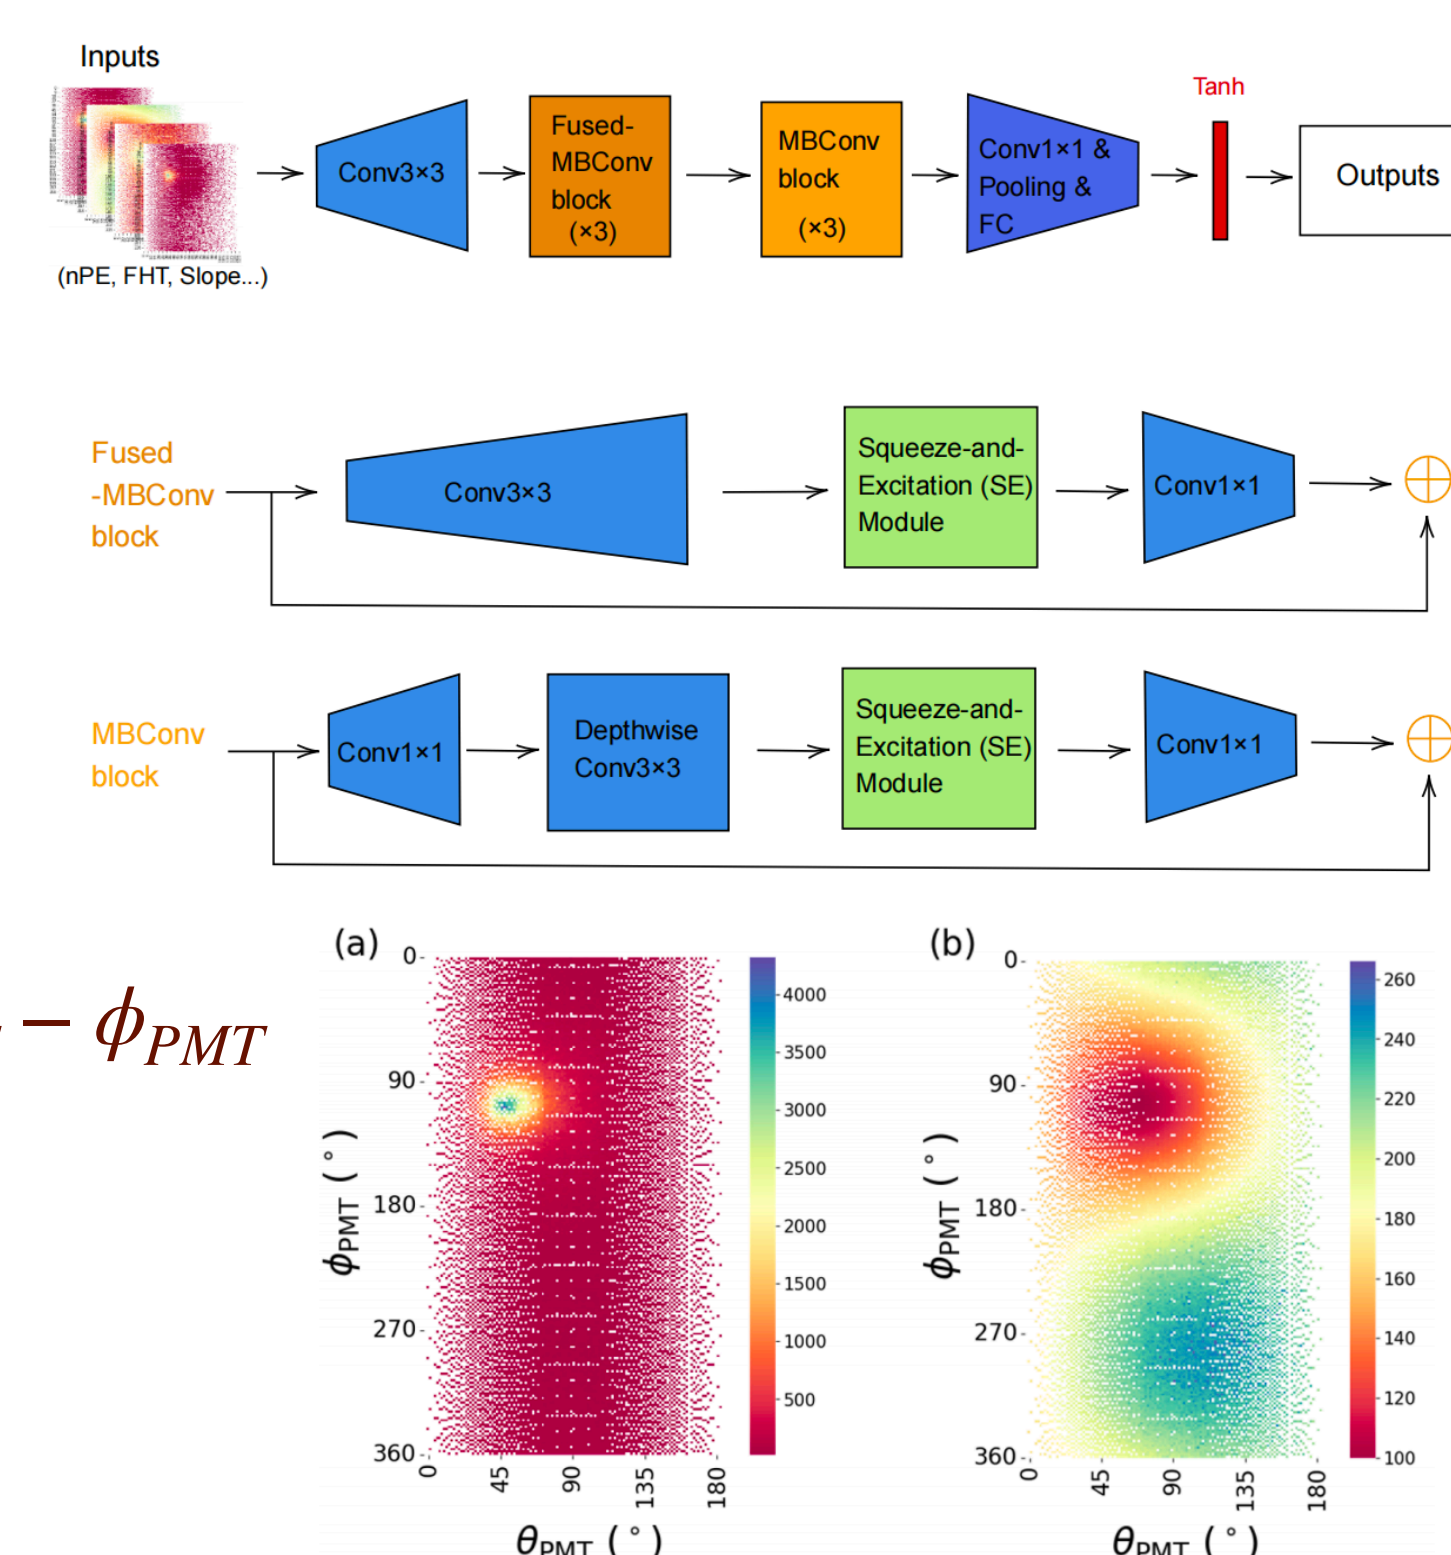 Inputs
(nPE, FHT, Slope...)
Conv3×3
Fused-
MBConv
block
(×3)
MBConv
block
(×3)
Conv1×1 &
Pooling &
FC
Tanh
Outputs
Fused
-MBConv
block
Conv3×3
Squeeze-and-
Excitation (SE)
Module
Conv1×1
MBConv
block
Conv1×1
Depthwise
Conv3×3
Squeeze-and-
Excitation (SE)
Module
Conv1×1
− ϕPMT
(a)
0
90
180
270
360
ϕPMT (°)
0
45
90
135
180
θPMT (°)
4000
3500
3000
2500
2000
1500
1000
500
(b)
0
90
180
270
360
ϕPMT (°)
0
45
90
135
180
θPMT (°)
260
240
220
200
180
160
140
120
100